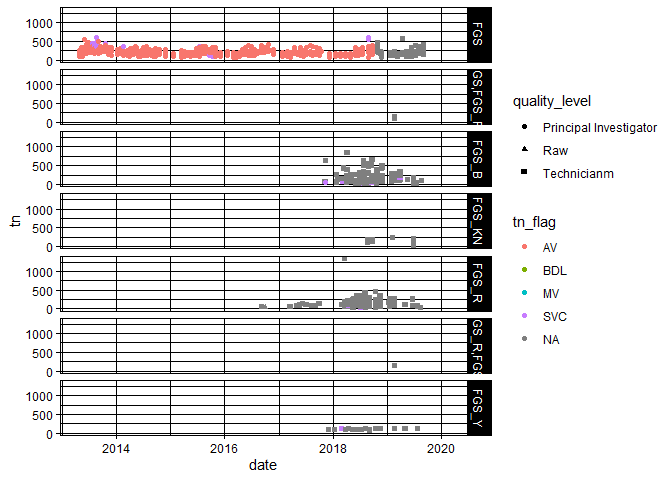 1000
500
0
FGS
1000
500
0
GS,FGS_
1000
500
0
FGS_B
1000
500
0
FGS_KN
1000
500
0
FGS_R
1000
500
0
GS_R,FGS
1000
500
0
FGS_Y
tn
2014
2016
2018
2020
date
quality_level
Principal Investigator
Raw
Technicianm
tn_flag
AV
BDL
MV
SVC
NA